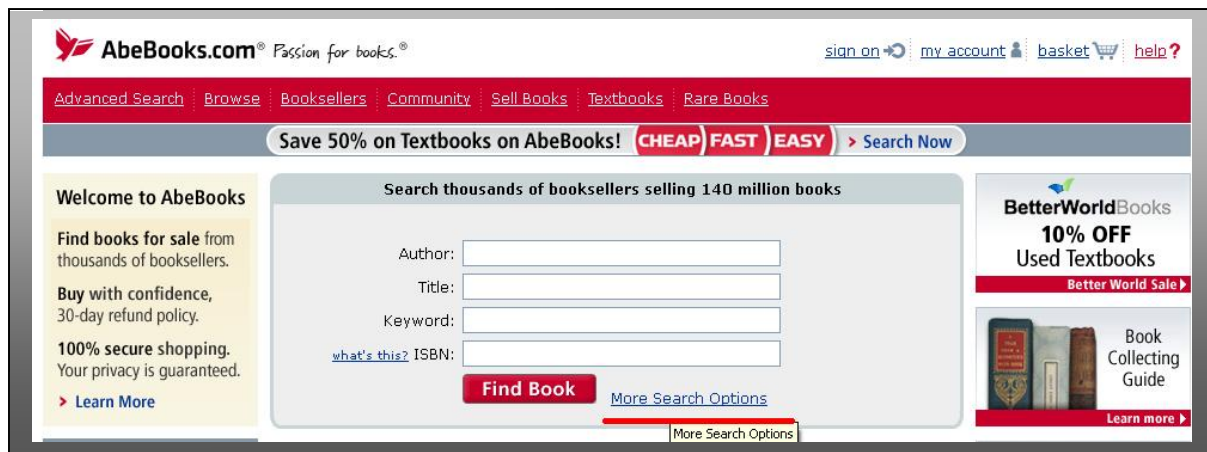 AbeBooks.com® Passion for books.®
sign on my account basket help?
Advanced Search Browse Booksellers Community Sell Books Textbooks Rare Books
Save 50% on Textbooks on AbeBooks! CHEAP FAST EASY > Search Now
Welcome to AbeBooks
Find books for sale from
thousands of booksellers.
Buy with confidence,
30-day refund policy.
100% secure shopping.
Your privacy is guaranteed.
> Learn More
Search thousands of booksellers selling 140 million books
Author:
Title:
Keyword:
what's this? ISBN:
Find Book More Search Options
More Search Options
BetterWorldBooks
10% OFF
Used Textbooks
Better World Sale
Book
Collecting
Guide
Learn more